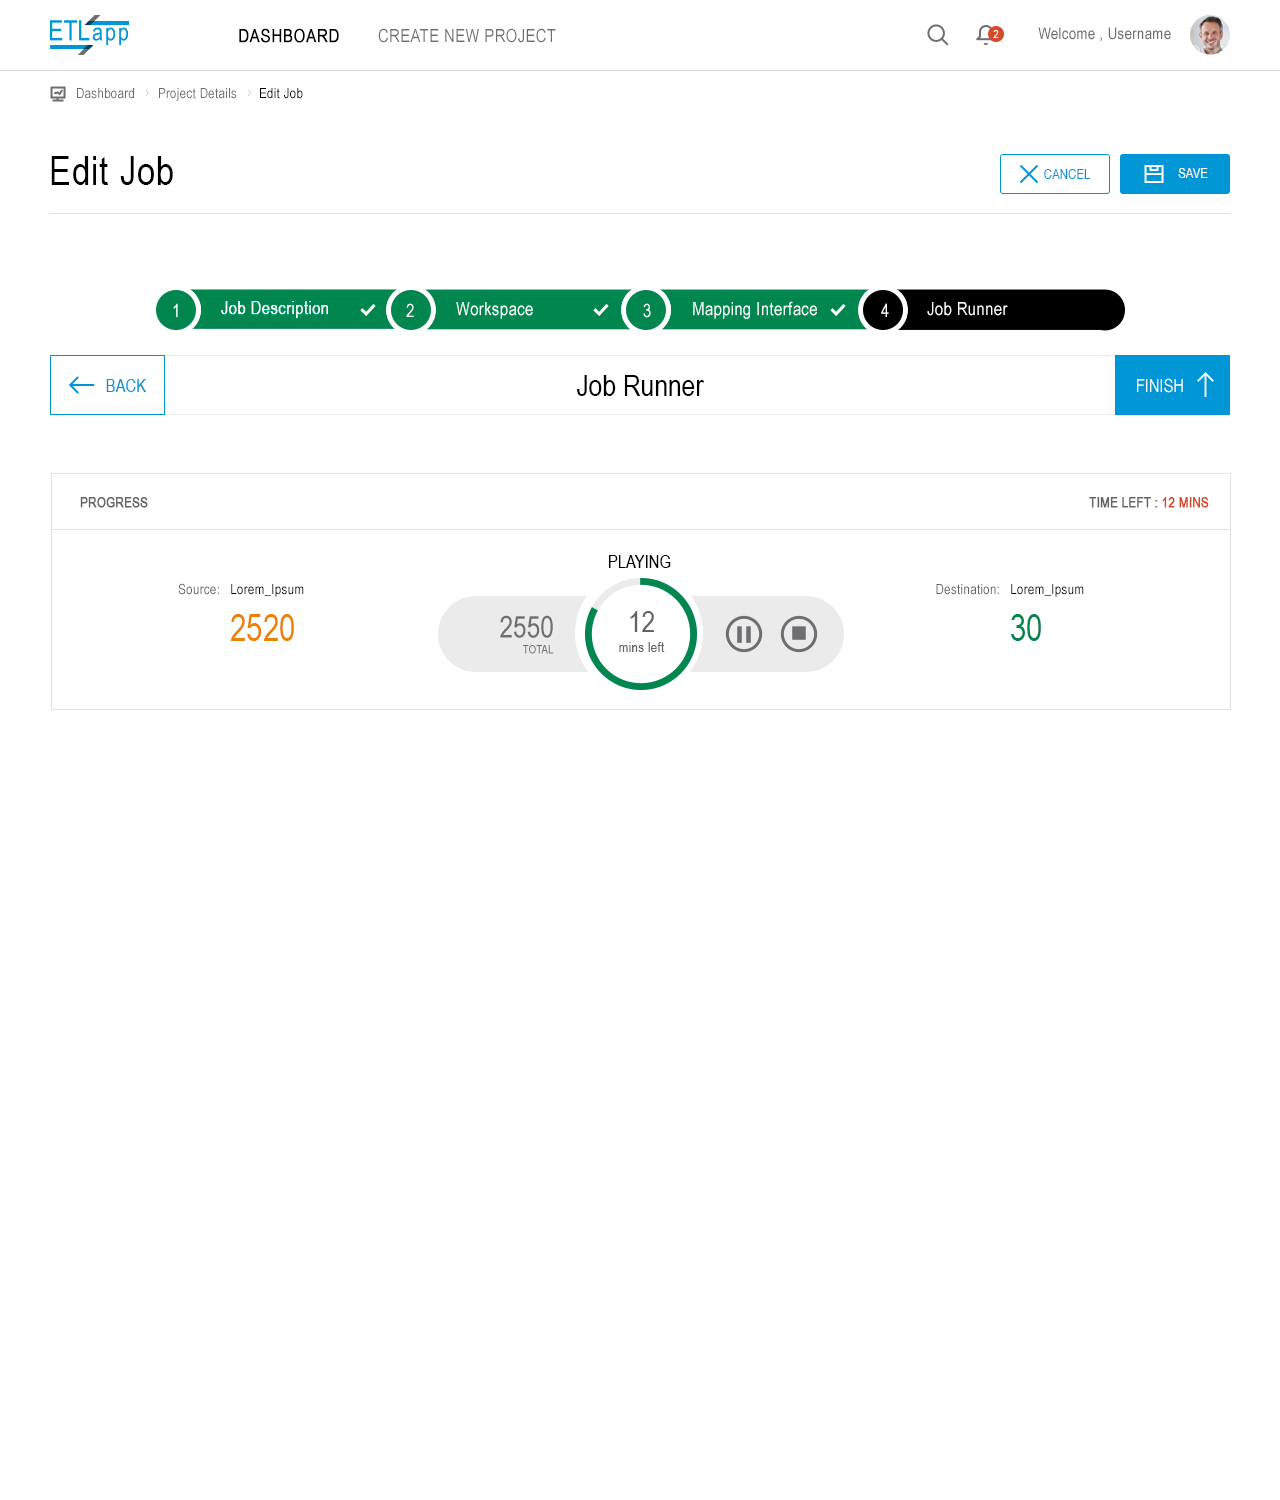 ETLapp
DASHBOARD CREATE NEW PROJECT 2 Welcome , Username
Dashboard › Project Details › Edit Job
Edit Job CANCEL SAVE
1 Job Description 2 Workspace 3 Mapping Interface 4 Job Runner
BACK Job Runner FINISH
PROGRESS TIME LEFT : 12 MINS
PLAYING
Source: Lorem_Ipsum Destination: Lorem_Ipsum
2520 2550 12 30
TOTAL mins left